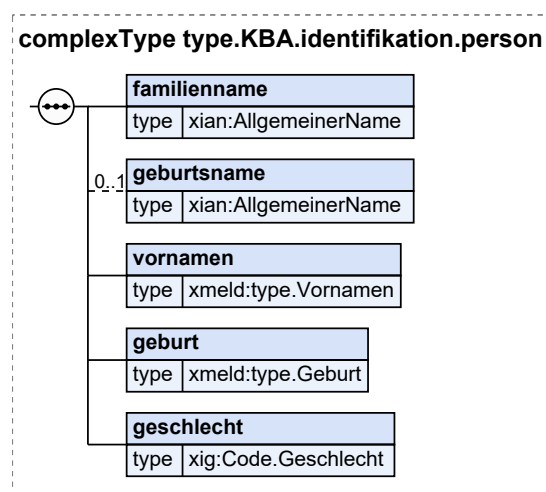 complexType type.KBA.identifikation.person
familienname
type xian:AllgemeinerName
0..1 geburtsname
type xian:AllgemeinerName
vornamen
type xmeld:type.Vornamen
geburt
type xmeld:type.Geburt
geschlecht
type xig:Code.Geschlecht